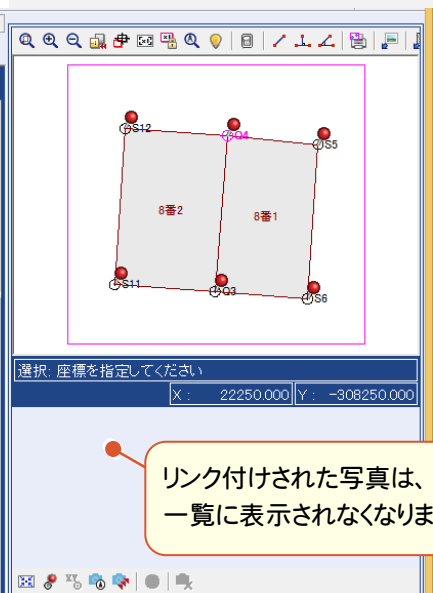 S12
Q4
S5
8番2
8番1
S11
Q3
S6
選択: 座標を指定してください
X : 22250.000 Y : -308250.000
リンク付けされた写真は、
一覧に表示されなくなりま